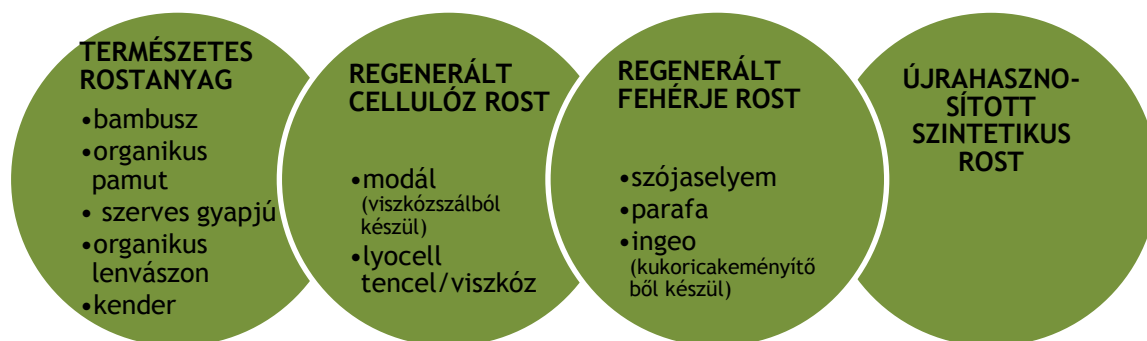 TERMÉSZETES
ROSTANYAG
•bambusz
•organikus
pamut
• szerves gyapjú
•organikus
lenvászon
•kender
REGENERÁLT
CELLULÓZ ROST
•modál
(viszkózszálból
készül)
•lyocell
tencel/viszkóz
REGENERÁLT
FEHÉRJE ROST
•szójaselyem
•parafa
•ingeo
(kukoricakeményítő
ből készül)
ÚJRAHASZNO-
SÍTOTT
SZINTETIKUS
ROST